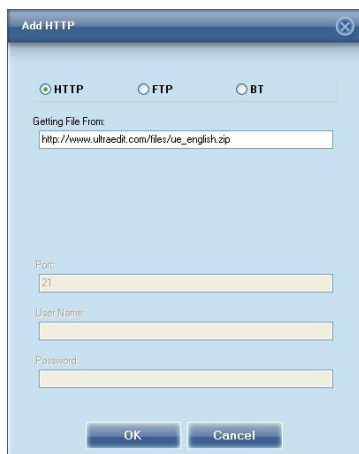 Add HTTP
HTTP FTP BT
Getting File From:
http://www.ultraedit.com/files/ue_english.zip
Port:
21
User Name:
Password:
OK Cancel